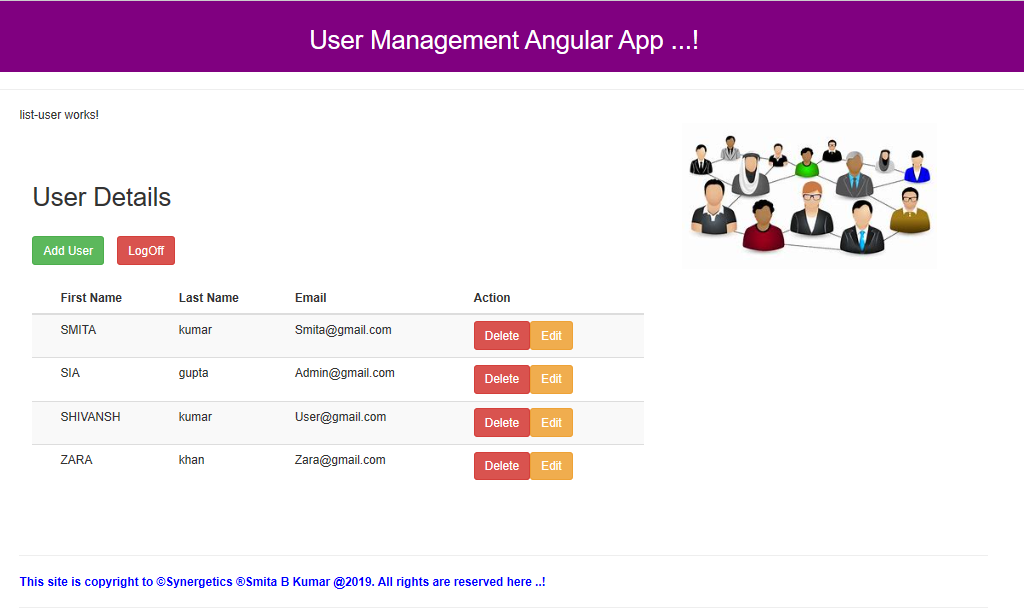 User Management Angular App ...!
list-user works!
User Details
Add User LogOff
First Name Last Name Email Action
SMITA kumar Smita@gmail.com Delete Edit
SIA gupta Admin@gmail.com Delete Edit
SHIVANSH kumar User@gmail.com Delete Edit
ZARA khan Zara@gmail.com Delete Edit
This site is copyright to ©Synergetics ®Smita B Kumar @2019. All rights are reserved here ..!